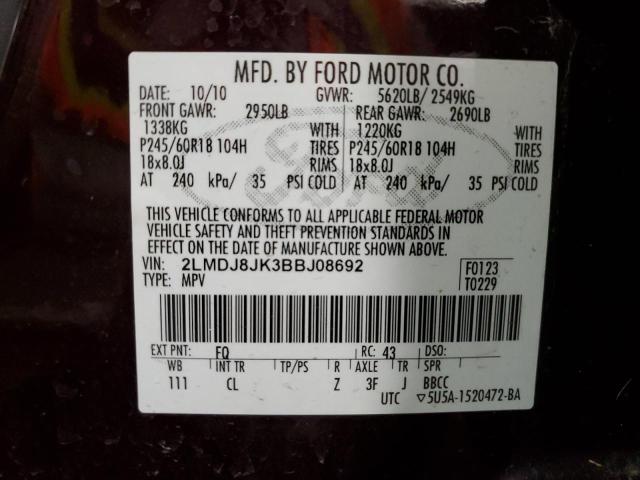 MFD. BY FORD MOTOR CO.
DATE: 10/10 GVWR: 5620LB/ 2549KG
FRONT GAWR: 2950LB REAR GAWR: 2690LB
1338KG WITH 1220KG WITH
P245/60R18 104H TIRES P245/60R18 104H TIRES
18x8.0J RIMS 18x8.0J RIMS
AT 240 kPa/ 35 PSI COLD AT 240 kPa/ 35 PSI COLD
THIS VEHICLE CONFORMS TO ALL APPLICABLE FEDERAL MOTOR
VEHICLE SAFETY AND THEFT PREVENTION STANDARDS IN
EFFECT ON THE DATE OF MANUFACTURE SHOWN ABOVE.
VIN: 2LMDJ8JK3BBJ08692 F0123
TYPE: MPV T0229
EXT PNT: FQ RC: 43 DSO:
WB INT TR TP/PS R AXLE TR SPR
111 CL Z 3F J BBCC
UTC ▽5U5A-1520472-BA